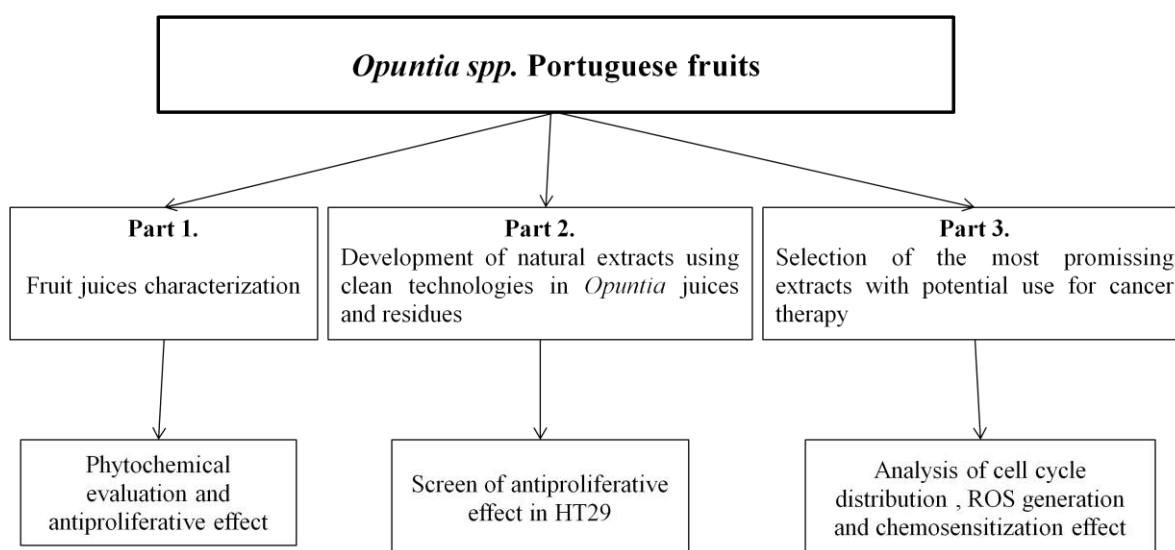 Opuntia spp. Portuguese fruits
Part 1.
Fruit juices characterization
Part 2.
Development of natural extracts using
clean technologies in Opuntia juices
and residues
Part 3.
Selection of the most promissing
extracts with potential use for cancer
therapy
Phytochemical
evaluation and
antiproliferative effect
Screen of antiproliferative
effect in HT29
Analysis of cell cycle
distribution , ROS generation
and chemosensitization effect